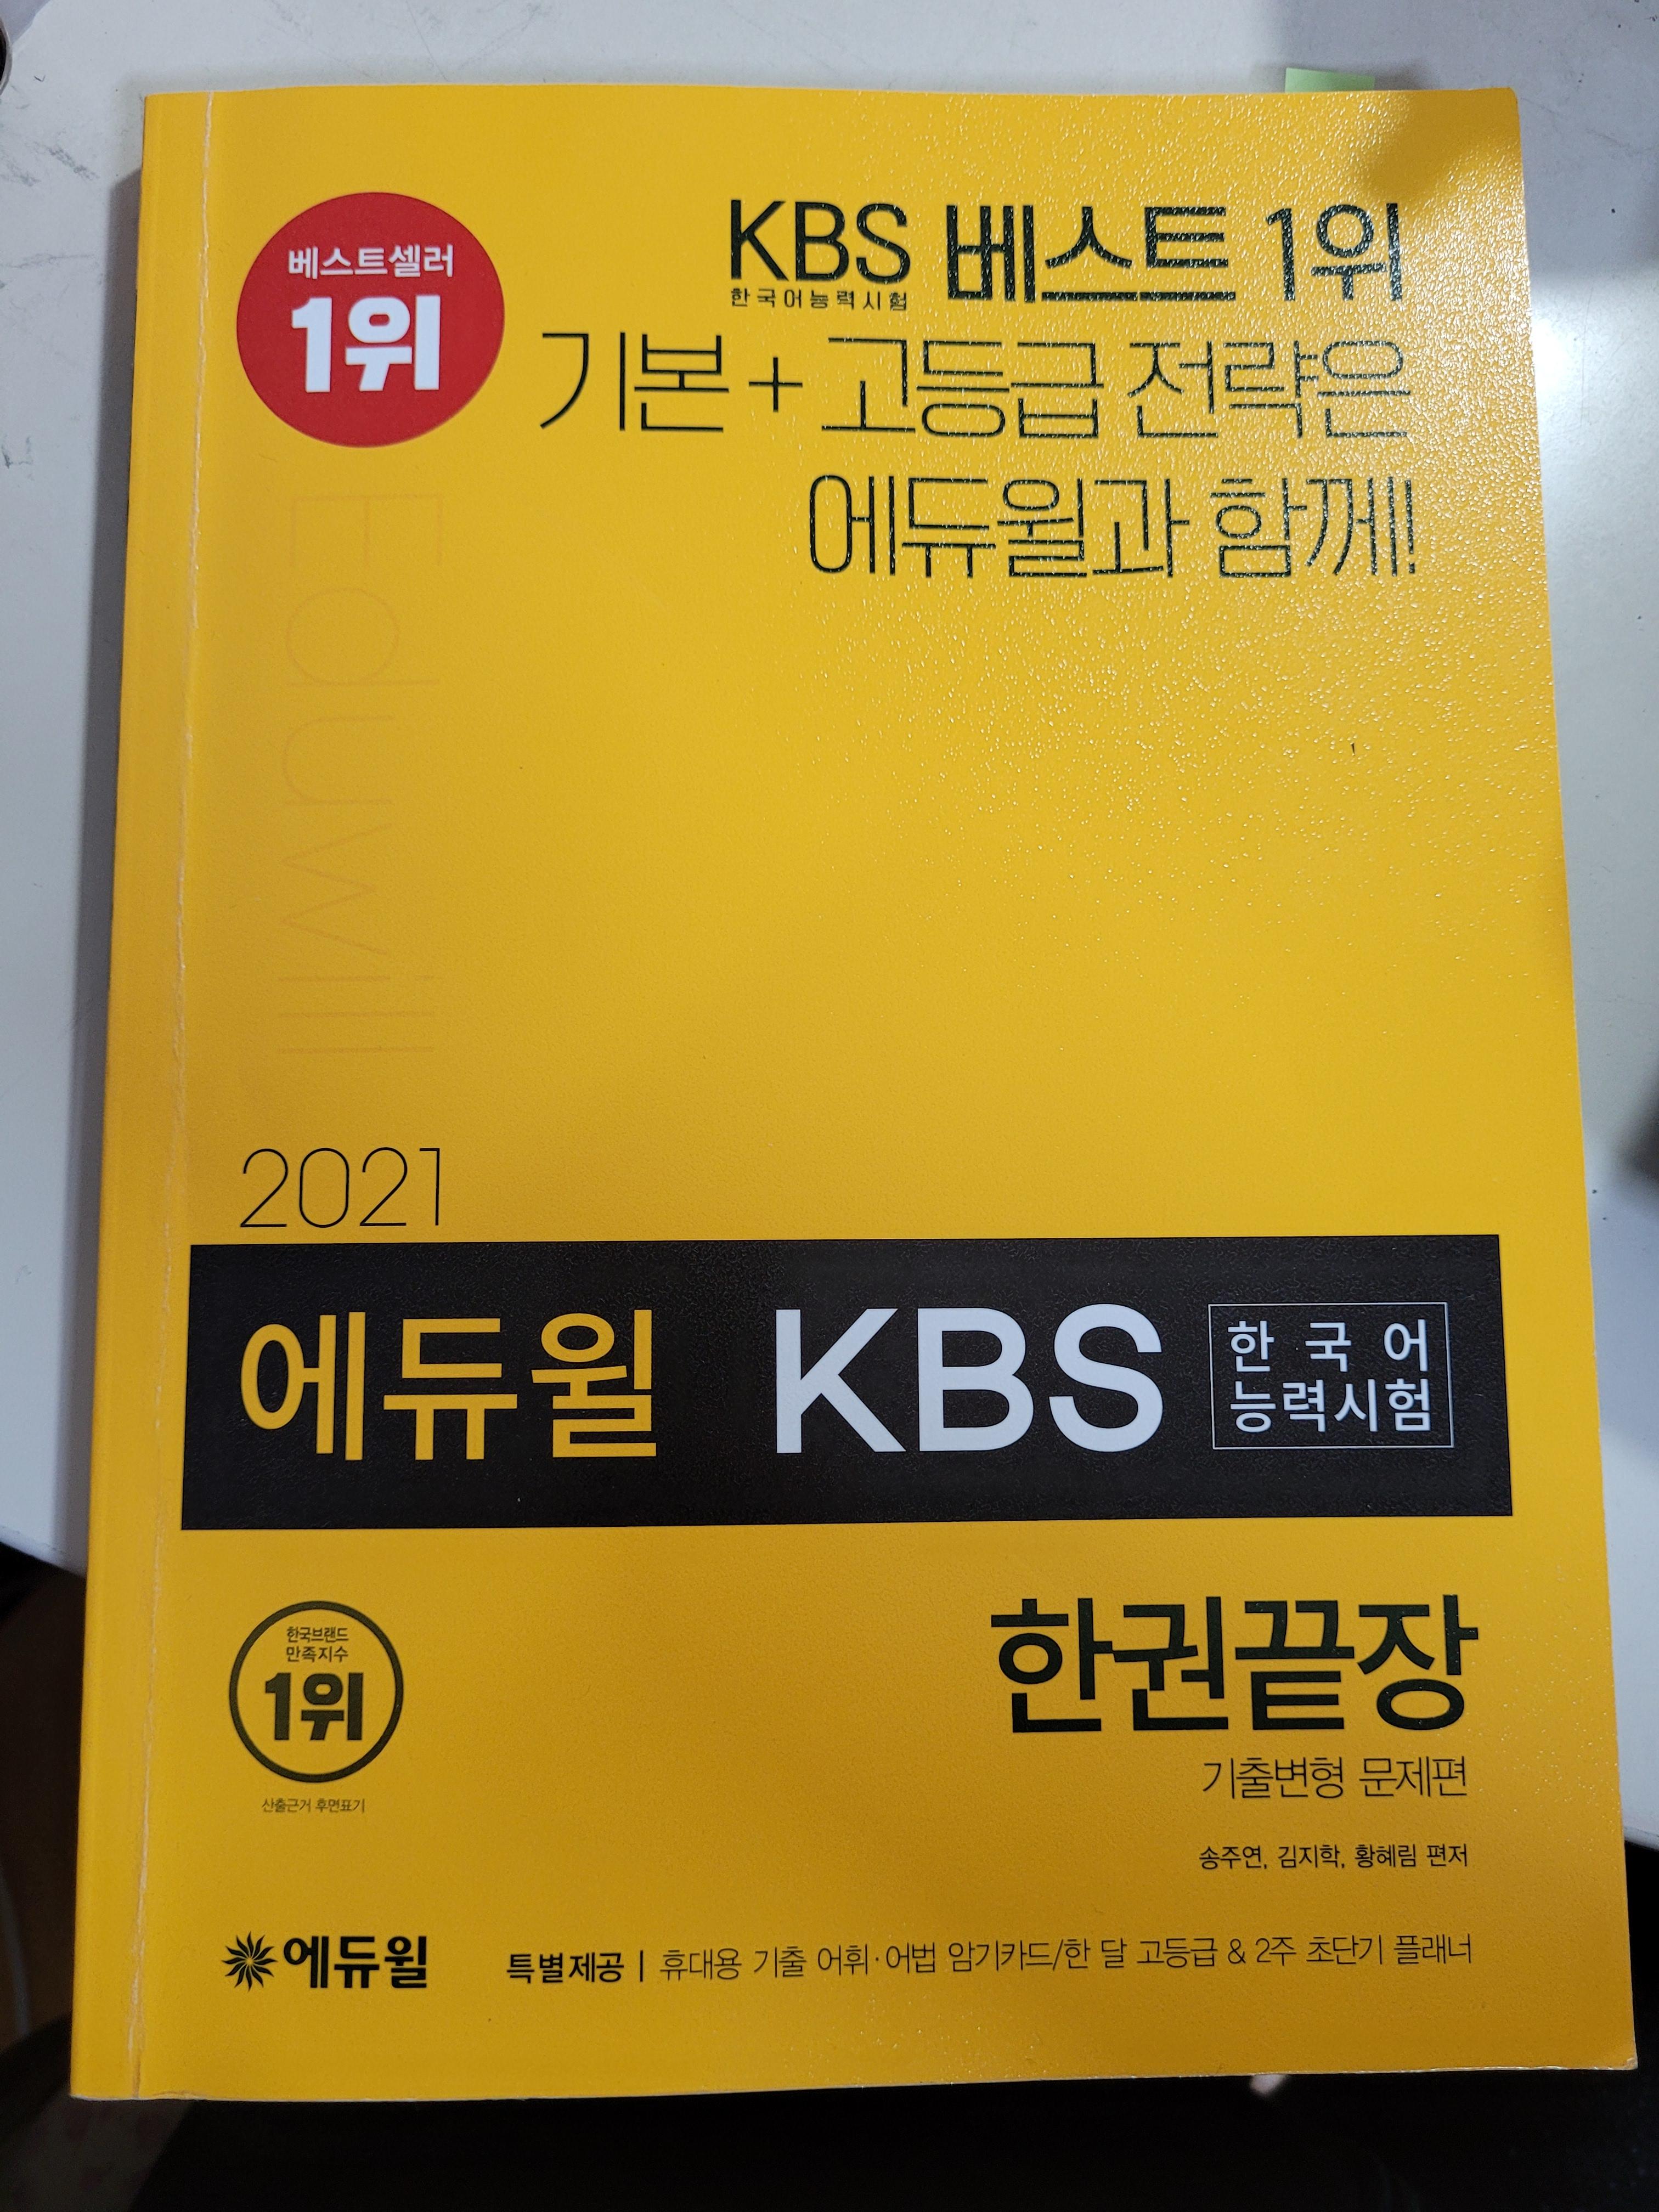 베스트셀러
1위
KBS 베스트 1위
한국어능력시험
기본 + 고등급 전략은
에듀윌과 함께!
Eduwill
2021
에듀윌 KBS 한국어
능력시험
한국브랜드
만족지수
1위
산출근거 후면표기
한권끝장
기출변형 문제편
송주연, 김지학, 황혜림 편저
에듀윌
특별제공 | 휴대용 기출 어휘·어법 암기카드/한 달 고등급 & 2주 초단기 플래너